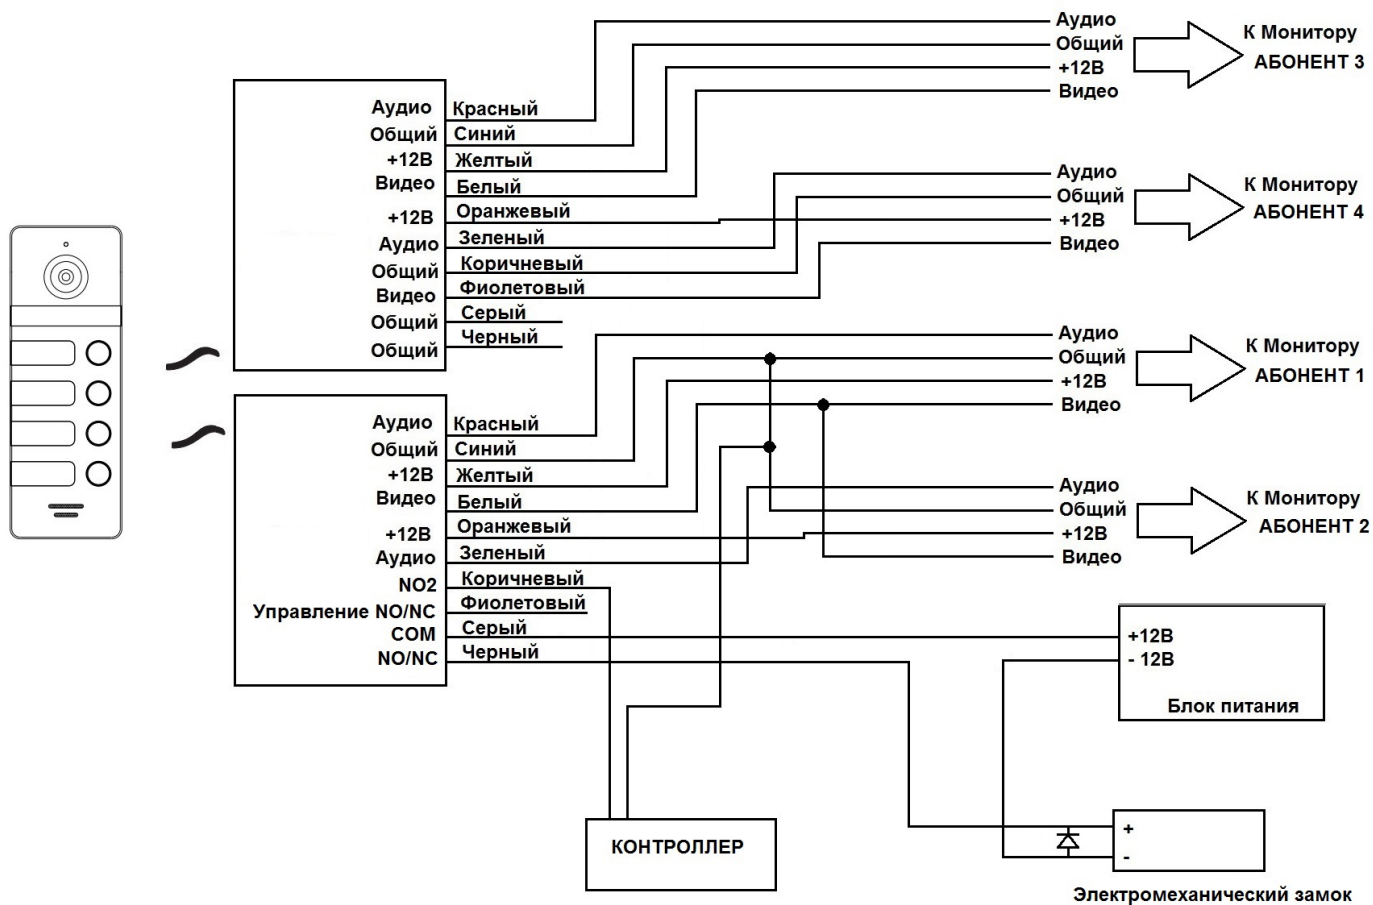 Аудио
Общий
+12В
Видео
К Монитору
АБОНЕНТ 3
Аудио Красный
Общий Синий
+12В Желтый
Видео Белый
+12В Оранжевый
Аудио Зеленый
Общий Коричневый
Видео Фиолетовый
Общий Серый
Общий Черный
Аудио
Общий
+12В
Видео
К Монитору
АБОНЕНТ 4
Аудио
Общий
+12В
Видео
К Монитору
АБОНЕНТ 1
Аудио Красный
Общий Синий
+12В Желтый
Видео Белый
+12В Оранжевый
Аудио Зеленый
NO2 Коричневый
Управление NO/NC Фиолетовый
COM Серый
NO/NC Черный
Аудио
Общий
+12В
Видео
К Монитору
АБОНЕНТ 2
+12В
- 12В
Блок питания
КОНТРОЛЛЕР
+
-
Электромеханический замок